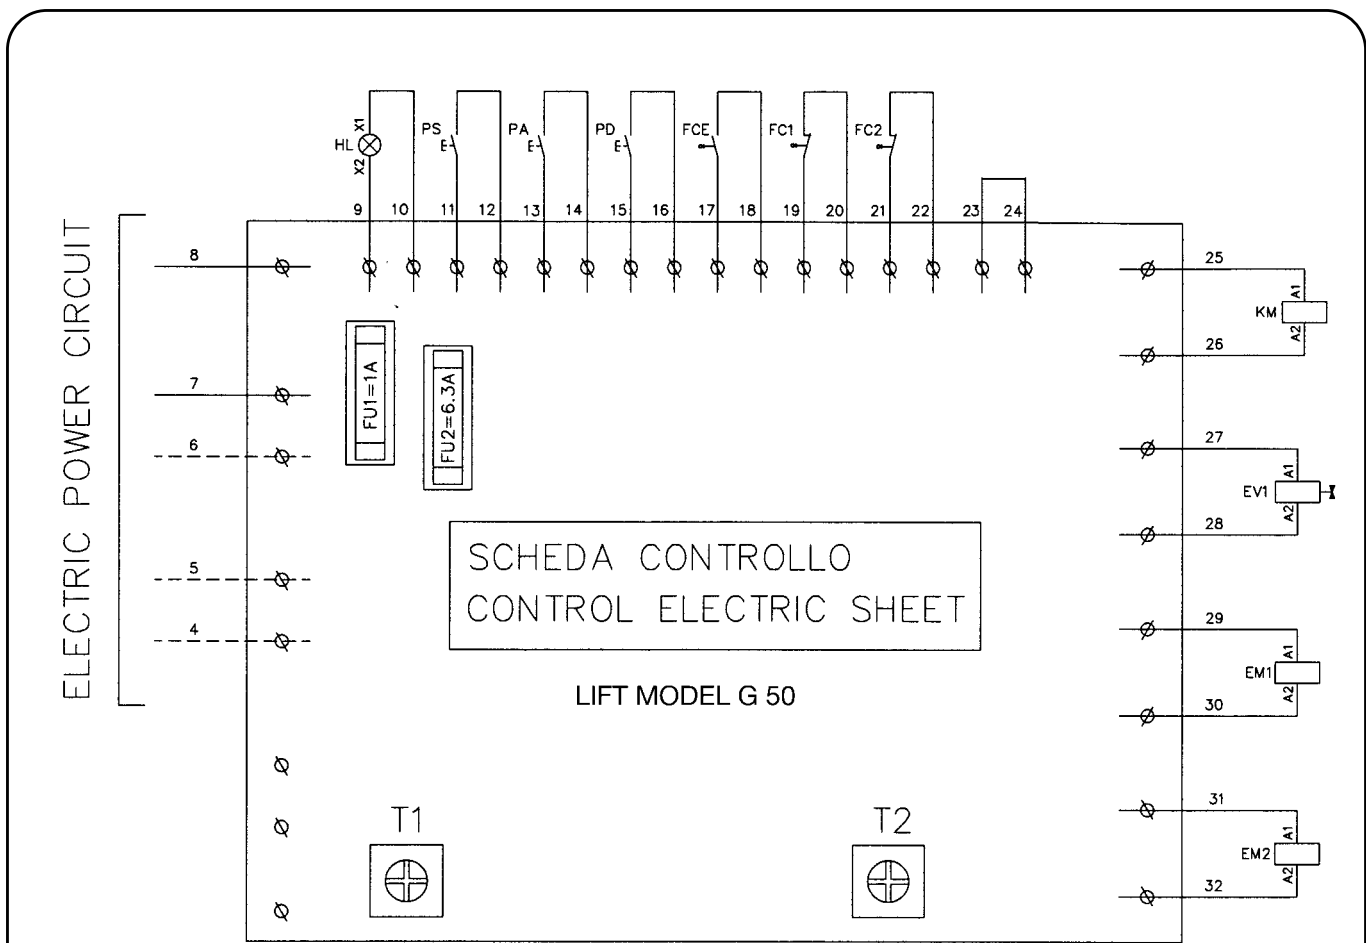 X1
HL
X2
PS
E
PA
E
PD
E
FCE
FC1
FC2
9 10 11 12 13 14 15 16 17 18 19 20 21 22 23 24
ELECTRIC POWER CIRCUIT
8
7
6
5
4
FU1=1A
FU2=6.3A
SCHEDA CONTROLLO
CONTROL ELECTRIC SHEET
LIFT MODEL G 50
T1
T2
25
A1
KM
A2
26
27
A1
EV1
A2
28
29
A1
EM1
A2
30
31
A1
EM2
A2
32